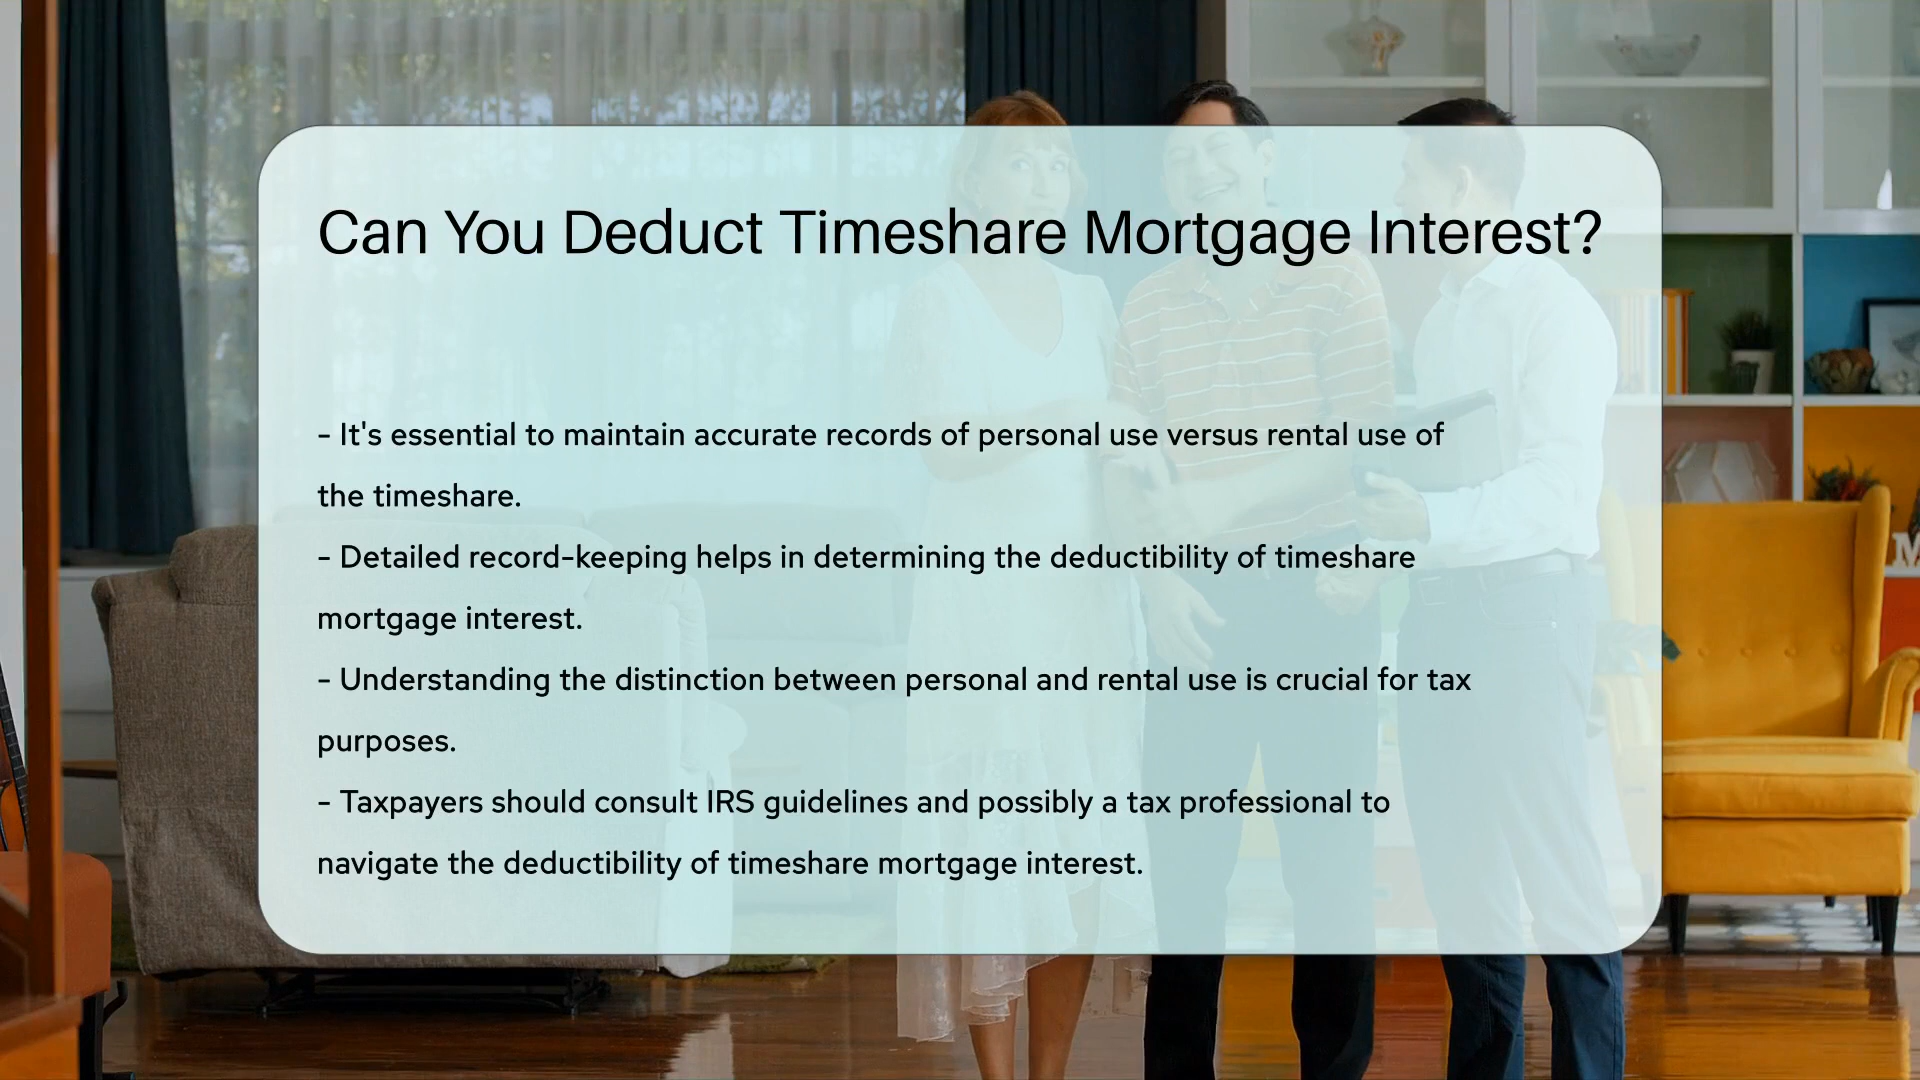 Can You Deduct Timeshare Mortgage Interest?
- It's essential to maintain accurate records of personal use versus rental use of
the timeshare.
- Detailed record-keeping helps in determining the deductibility of timeshare
mortgage interest.
- Understanding the distinction between personal and rental use is crucial for tax
purposes.
- Taxpayers should consult IRS guidelines and possibly a tax professional to
navigate the deductibility of timeshare mortgage interest.
M